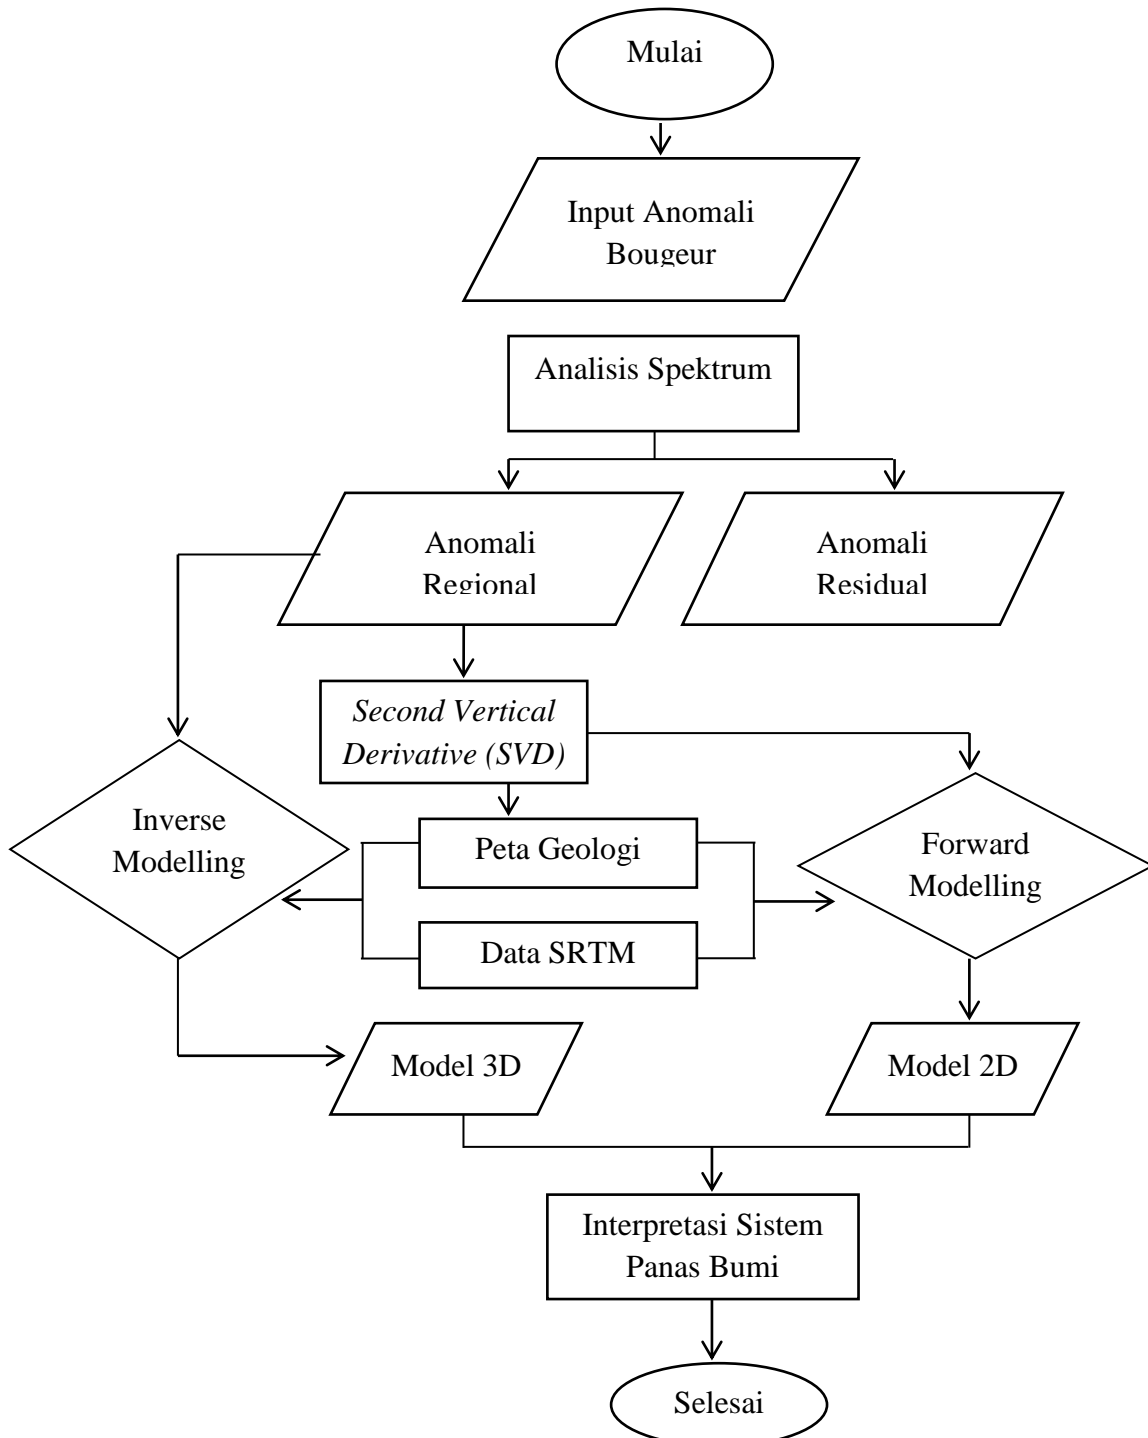 Mulai
Input Anomali
Bougeur
Analisis Spektrum
Anomali
Regional
Anomali
Residual
Second Vertical
Derivative (SVD)
Inverse
Modelling
Peta Geologi
Forward
Modelling
Data SRTM
Model 3D
Model 2D
Interpretasi Sistem
Panas Bumi
Selesai